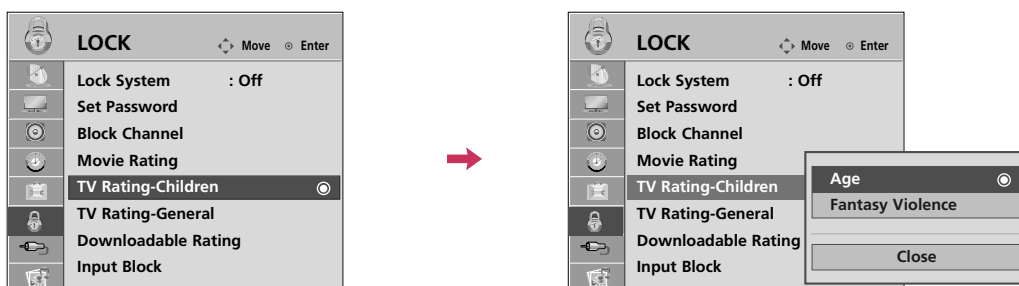 LOCK Move Enter
Lock System : Off
Set Password
Block Channel
Movie Rating
TV Rating-Children
TV Rating-General
Downloadable Rating
Input Block
LOCK Move Enter
Lock System : Off
Set Password
Block Channel
Movie Rating
TV Rating-Children
TV Rating-General
Downloadable Rating
Input Block
Age
Fantasy Violence
Close